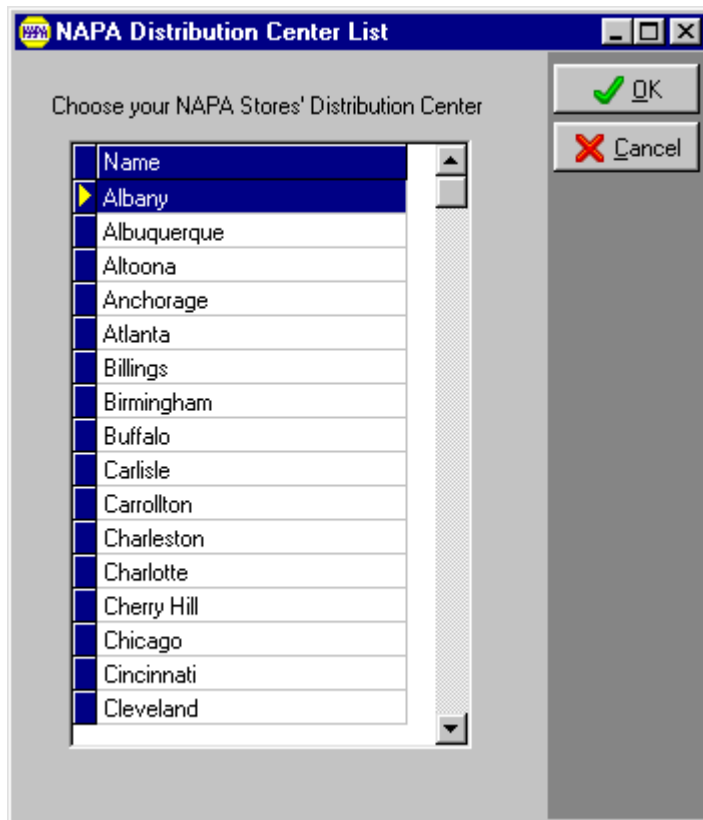 NAPA NAPA Distribution Center List
OK
Choose your NAPA Stores' Distribution Center
Cancel
Name
Albany
Albuquerque
Altoona
Anchorage
Atlanta
Billings
Birmingham
Buffalo
Carlisle
Carrollton
Charleston
Charlotte
Cherry Hill
Chicago
Cincinnati
Cleveland